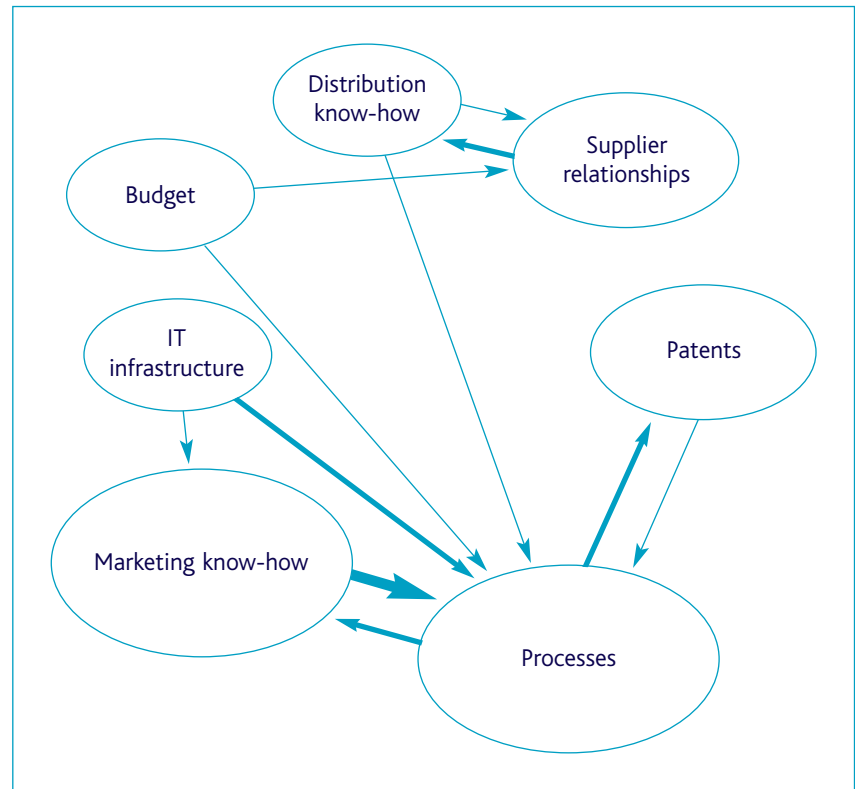 Distribution
know-how
Supplier
relationships
Budget
IT
infrastructure
Patents
Marketing know-how
Processes